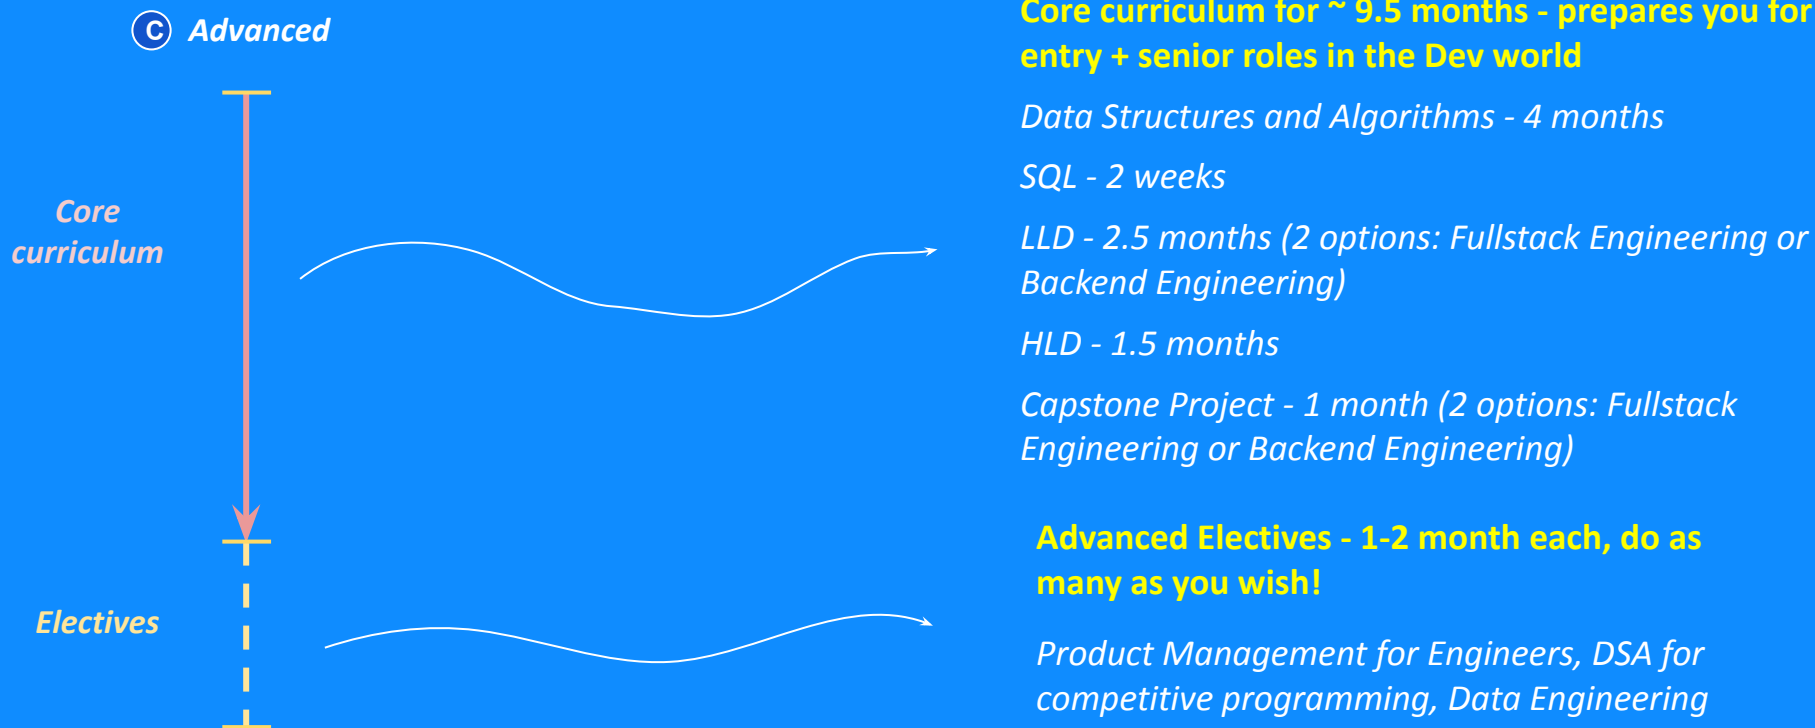 C Advanced
Core
curriculum
Electives
Core curriculum for ~ 9.5 months - prepares you for
entry + senior roles in the Dev world
Data Structures and Algorithms - 4 months
SQL - 2 weeks
LLD - 2.5 months (2 options: Fullstack Engineering or
Backend Engineering)
HLD - 1.5 months
Capstone Project - 1 month (2 options: Fullstack
Engineering or Backend Engineering)
Advanced Electives - 1-2 month each, do as
many as you wish!
Product Management for Engineers, DSA for
competitive programming, Data Engineering